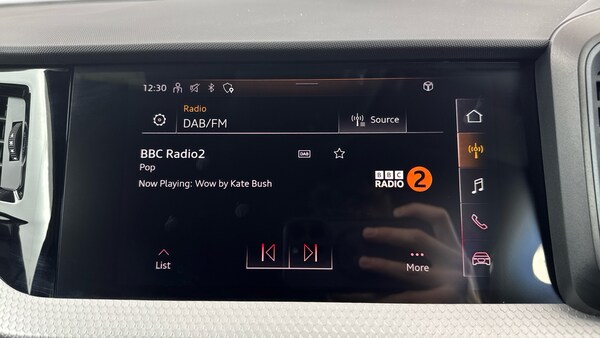 12:30
Radio
DAB/FM
Source
BBC Radio2
DAB
Pop
Now Playing: Wow by Kate Bush
BBC
RADIO 2
List
More